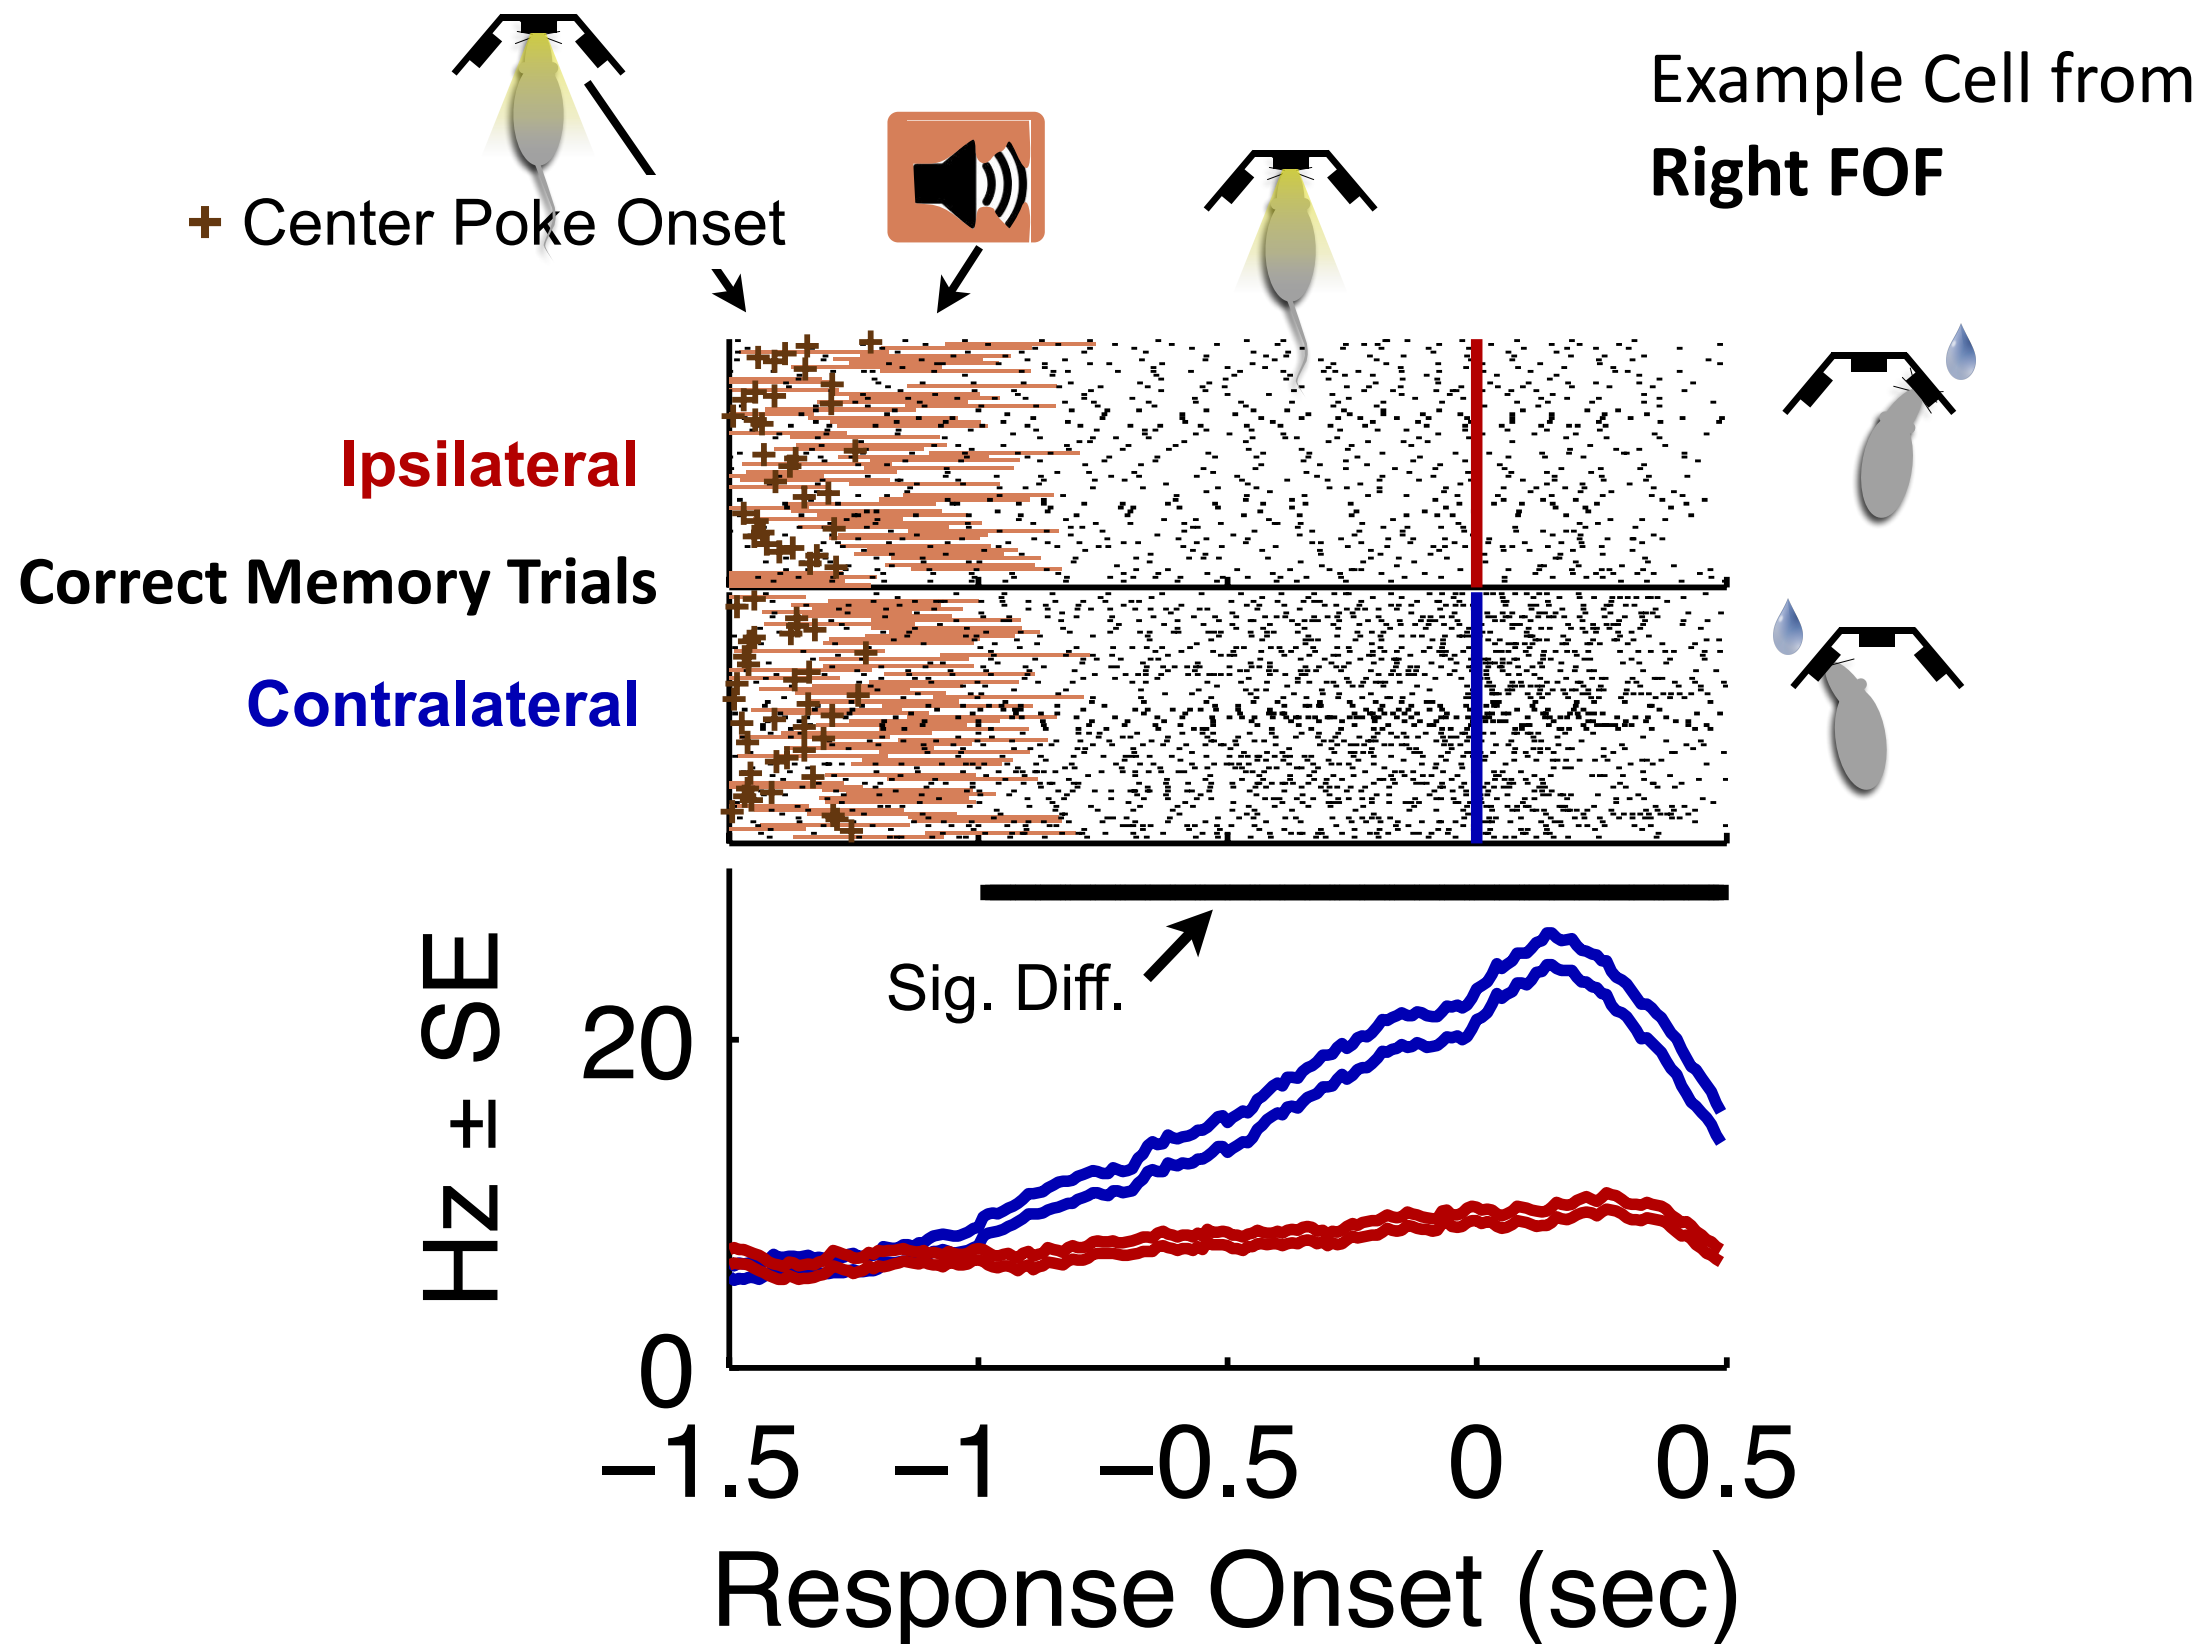 Example Cell from
Right FOF
+ Center Poke Onset
Ipsilateral
Correct Memory Trials
Contralateral
Sig. Diff.
Hz ± SE
20
0
−1.5 −1 −0.5 0 0.5
Response Onset (sec)